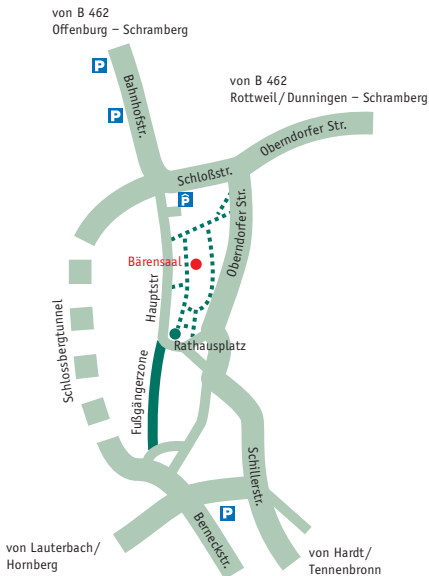 von B 462
Offenburg – Schramberg
P
von B 462
Rottweil/Dunningen – Schramberg
P
Bahnhofstr.
Oberndorfer Str.
Schloßstr.
P
Oberndorfer Str.
Bärensaal
Hauptstr
Schlossbergtunnel
Rathausplatz
Fußgängerzone
Schillerstr.
P
Berneckstr.
von Lauterbach/
Hornberg
von Hardt/
Tennenbronn